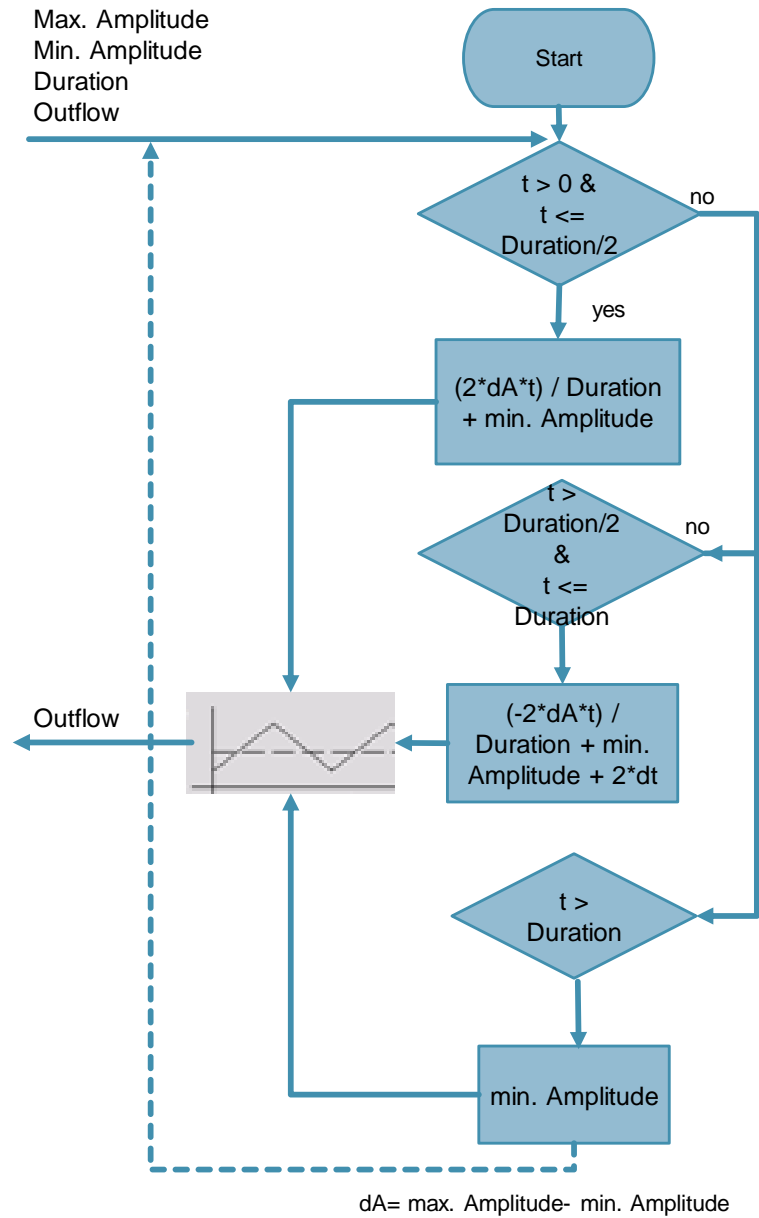 Max. Amplitude
Min. Amplitude
Duration
Outflow
Start
t > 0 &
t <=
Duration/2
no
yes
(2*dA*t) / Duration
+ min. Amplitude
t >
Duration/2
&
t <=
Duration
no
(-2*dA*t) /
Duration + min.
Amplitude + 2*dt
Outflow
t >
Duration
min. Amplitude
dA= max. Amplitude- min. Amplitude